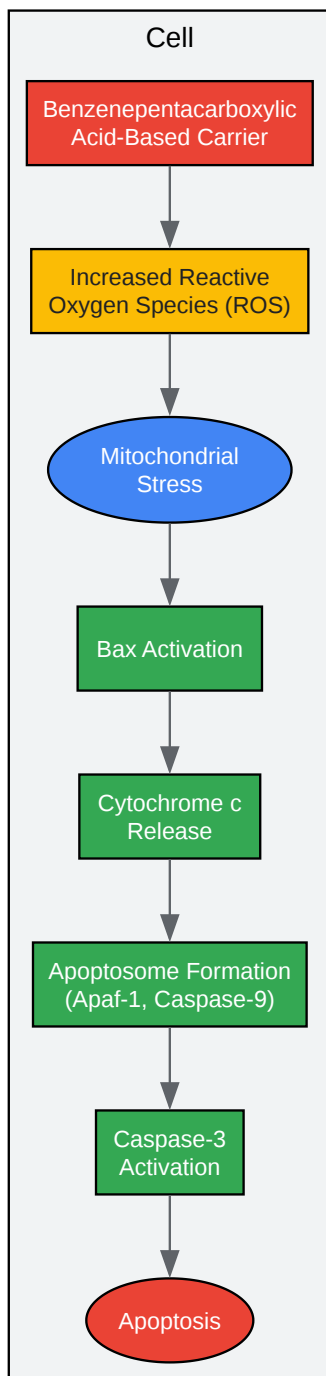 Cell
Benzenepentacarboxylic
Acid-Based Carrier
Increased Reactive
Oxygen Species (ROS)
Mitochondrial
Stress
Bax Activation
Cytochrome c
Release
Apoptosome Formation
(Apaf-1, Caspase-9)
Caspase-3
Activation
Apoptosis